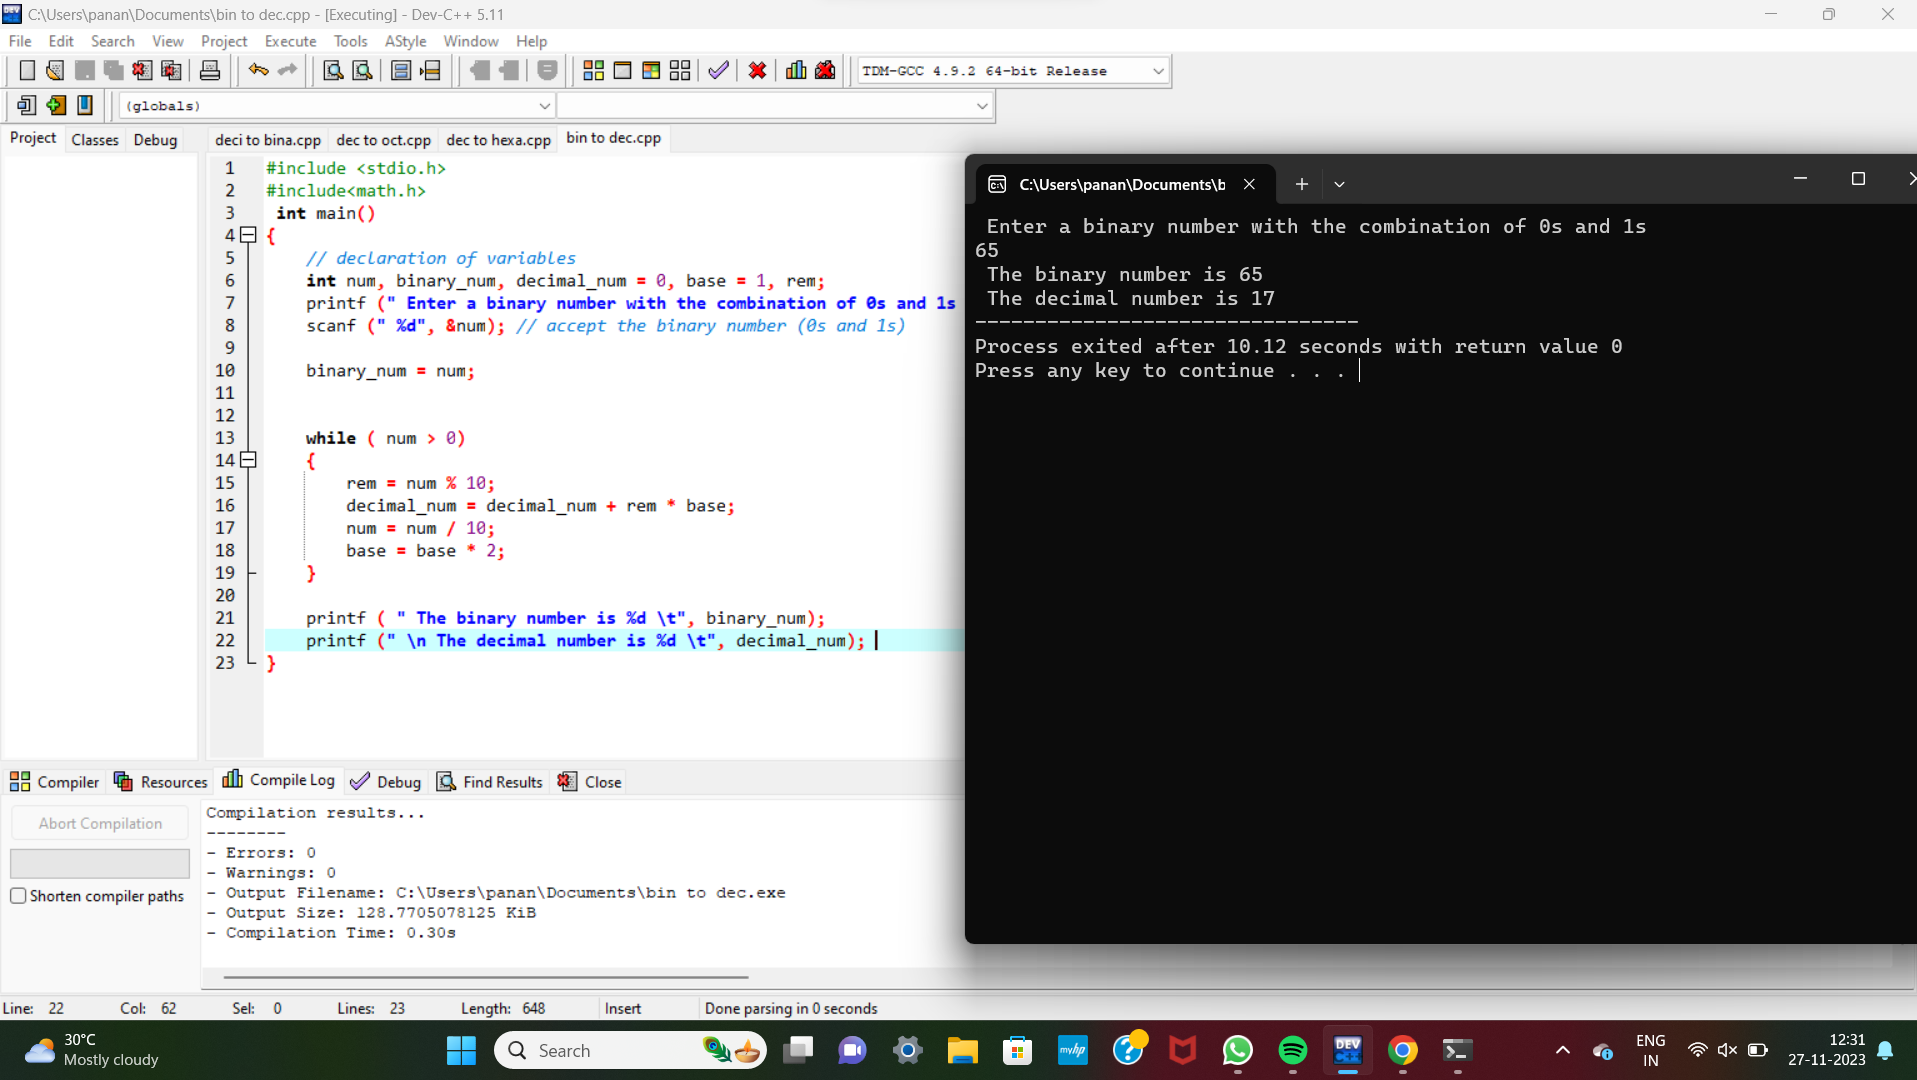 C:\Users\panan\Documents\bin to dec.cpp - [Executing] - Dev-C++ 5.11
File Edit Search View Project Execute Tools AStyle Window Help
TDM-GCC 4.9.2 64-bit Release
(globals)
Project Classes Debug
deci to bina.cpp dec to oct.cpp dec to hexa.cpp bin to dec.cpp
1 #include <stdio.h>
2 #include<math.h>
3 int main()
4 {
5 // declaration of variables
6 int num, binary_num, decimal_num = 0, base = 1, rem;
7 printf (" Enter a binary number with the combination of 0s and 1s
8 scanf (" %d", &num); // accept the binary number (0s and 1s)
9
10 binary_num = num;
11
12
13 while ( num > 0)
14 {
15 rem = num % 10;
16 decimal_num = decimal_num + rem * base;
17 num = num / 10;
18 base = base * 2;
19 }
20
21 printf ( " The binary number is %d \t", binary_num);
22 printf (" \n The decimal number is %d \t", decimal_num);
23 }
C:\Users\panan\Documents\b
Enter a binary number with the combination of 0s and 1s
65
The binary number is 65
The decimal number is 17
--------------------------------
Process exited after 10.12 seconds with return value 0
Press any key to continue . . .
Compiler Resources Compile Log Debug Find Results Close
Abort Compilation
Shorten compiler paths
Compilation results...
--------
- Errors: 0
- Warnings: 0
- Output Filename: C:\Users\panan\Documents\bin to dec.exe
- Output Size: 128.7705078125 KiB
- Compilation Time: 0.30s
Line: 22 Col: 62 Sel: 0 Lines: 23 Length: 648 Insert Done parsing in 0 seconds
30°C
Mostly cloudy
Search
myhp
DEV
C++
ENG
IN
12:31
27-11-2023